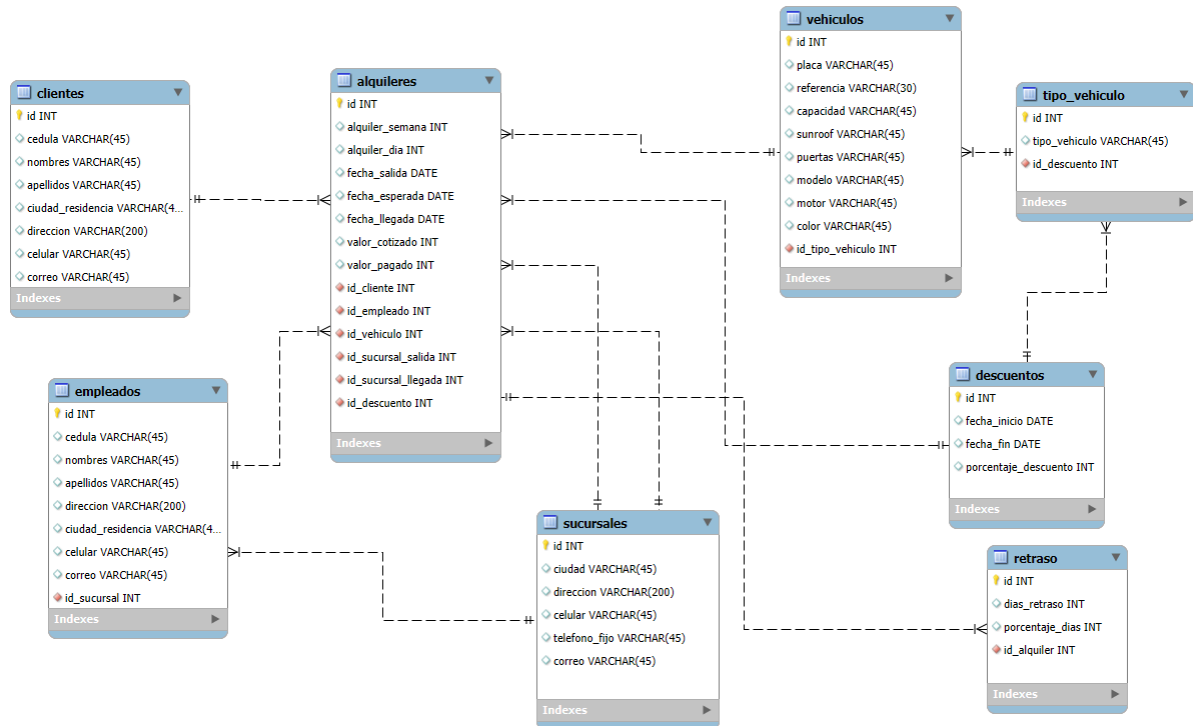 clientes
id INT
cedula VARCHAR(45)
nombres VARCHAR(45)
apellidos VARCHAR(45)
ciudad_residencia VARCHAR(4...
direccion VARCHAR(200)
celular VARCHAR(45)
correo VARCHAR(45)
Indexes
empleados
id INT
cedula VARCHAR(45)
nombres VARCHAR(45)
apellidos VARCHAR(45)
direccion VARCHAR(200)
ciudad_residencia VARCHAR(4...
celular VARCHAR(45)
correo VARCHAR(45)
id_sucursal INT
Indexes
alquileres
id INT
alquiler_semana INT
alquiler_dia INT
fecha_salida DATE
fecha_esperada DATE
fecha_llegada DATE
valor_cotizado INT
valor_pagado INT
id_cliente INT
id_empleado INT
id_vehiculo INT
id_sucursal_salida INT
id_sucursal_llegada INT
id_descuento INT
Indexes
sucursales
id INT
ciudad VARCHAR(45)
direccion VARCHAR(200)
celular VARCHAR(45)
telefono_fijo VARCHAR(45)
correo VARCHAR(45)
Indexes
vehiculos
id INT
placa VARCHAR(45)
referencia VARCHAR(30)
capacidad VARCHAR(45)
sunroof VARCHAR(45)
puertas VARCHAR(45)
modelo VARCHAR(45)
motor VARCHAR(45)
color VARCHAR(45)
id_tipo_vehiculo INT
Indexes
tipo_vehiculo
id INT
tipo_vehiculo VARCHAR(45)
id_descuento INT
Indexes
descuentos
id INT
fecha_inicio DATE
fecha_fin DATE
porcentaje_descuento INT
Indexes
retraso
id INT
dias_retraso INT
porcentaje_dias INT
id_alquiler INT
Indexes